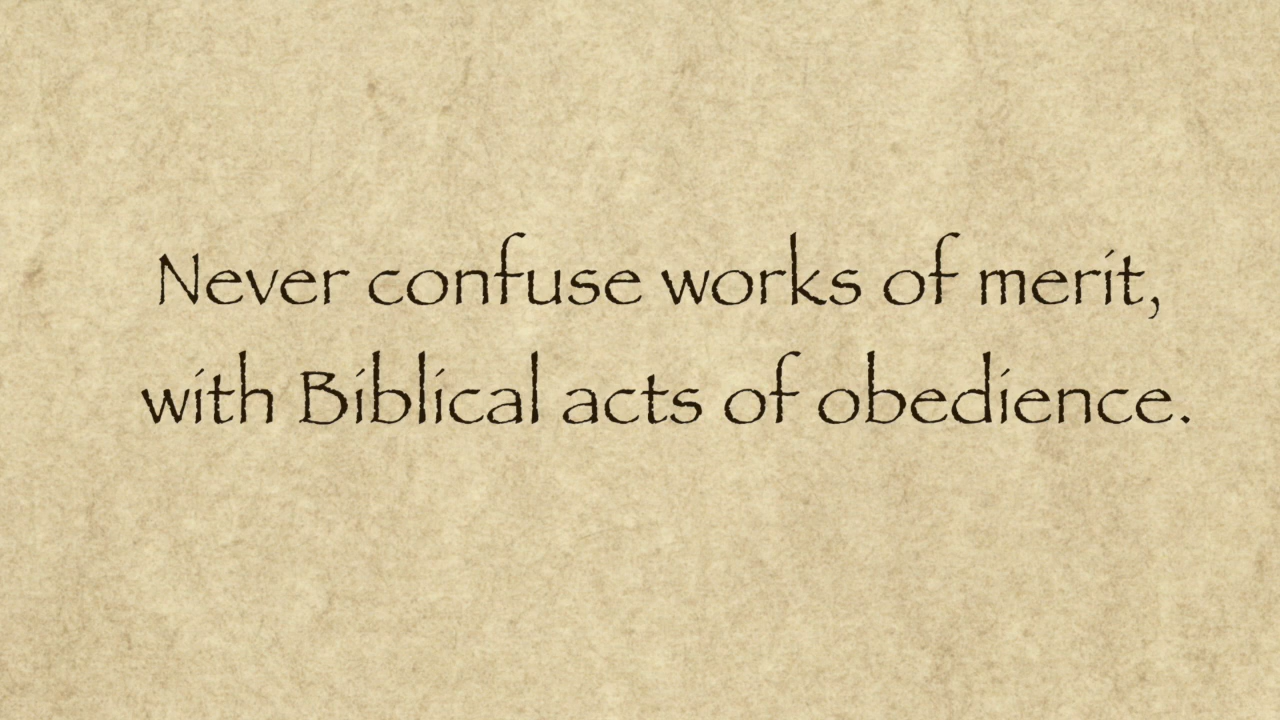 Never confuse works of merit,
with Biblical acts of obedience.